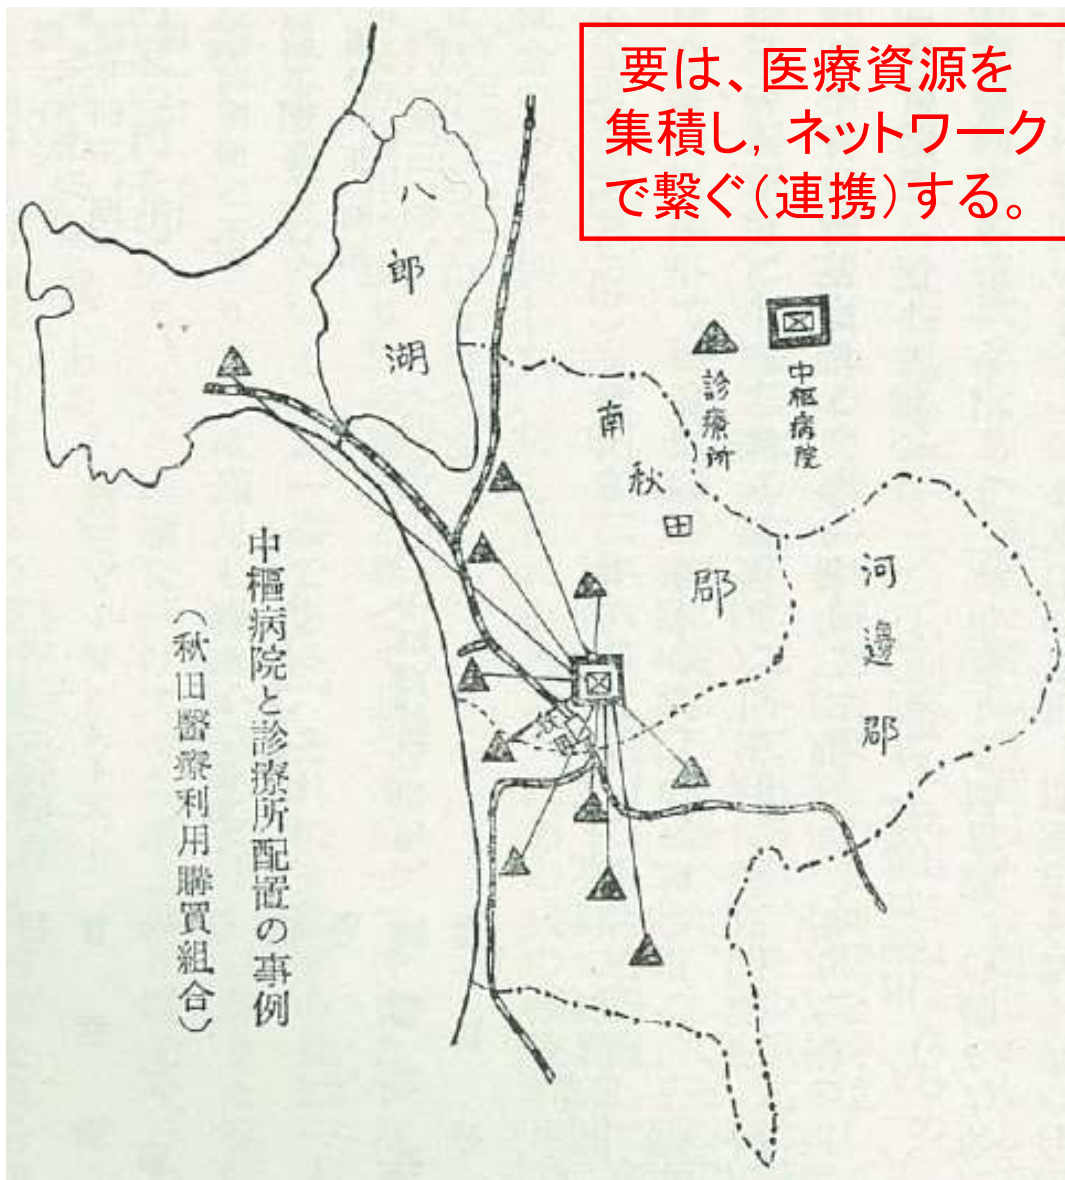 要は、医療資源を
集積し，ネットワーク
で繋ぐ（連携）する。
八郎湖
中樞病院
診療所
南秋田郡
河邊郡
秋田
中樞病院と診療所配置の事例
（秋田醫療利用購買組合）